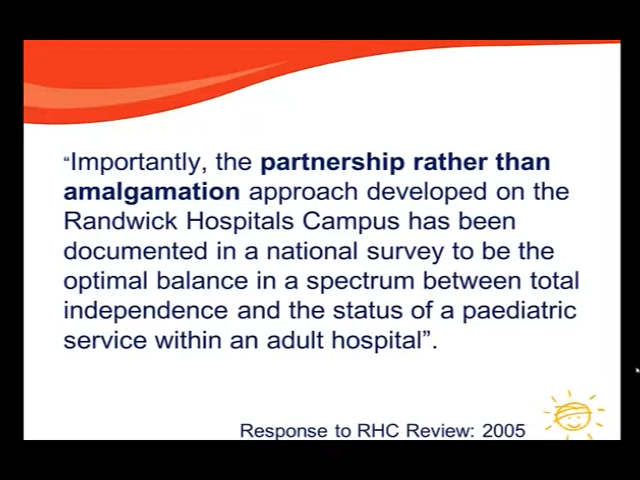 “Importantly, the partnership rather than
amalgamation approach developed on the
Randwick Hospitals Campus has been
documented in a national survey to be the
optimal balance in a spectrum between total
independence and the status of a paediatric
service within an adult hospital”.
Response to RHC Review: 2005